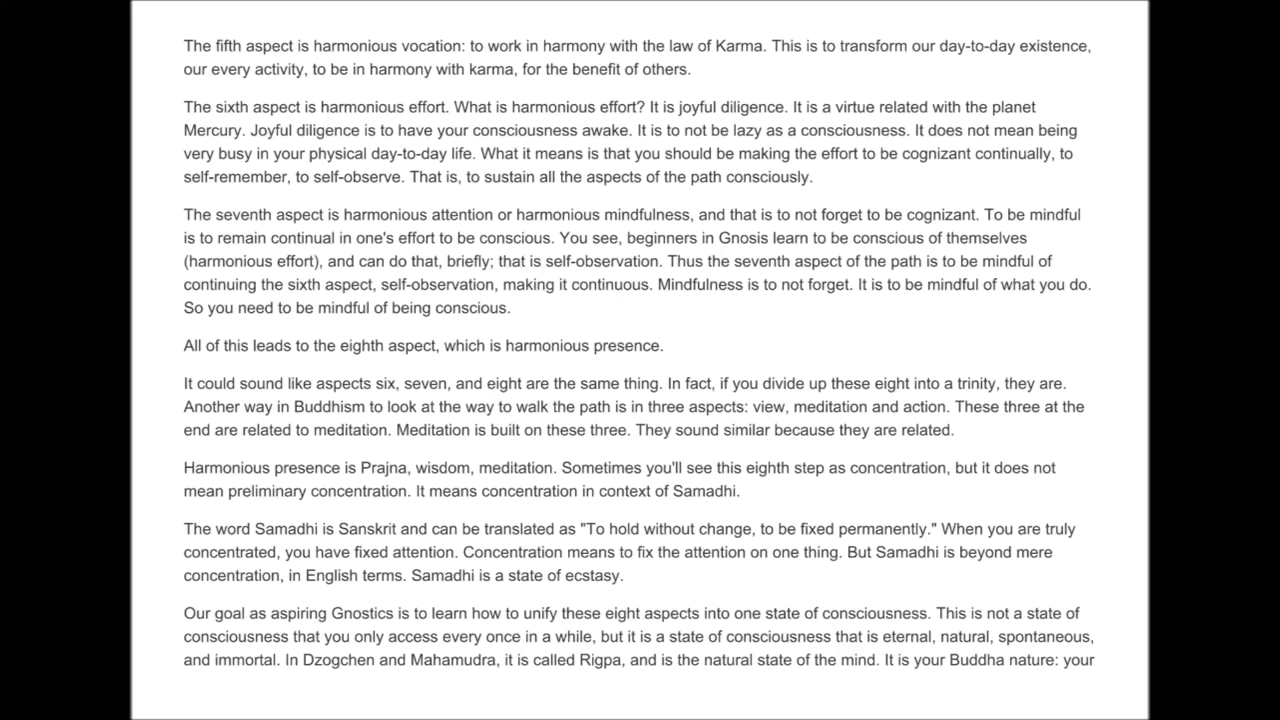 The fifth aspect is harmonious vocation: to work in harmony with the law of Karma. This is to transform our day-to-day existence,
our every activity, to be in harmony with karma, for the benefit of others.
The sixth aspect is harmonious effort. What is harmonious effort? It is joyful diligence. It is a virtue related with the planet
Mercury. Joyful diligence is to have your consciousness awake. It is to not be lazy as a consciousness. It does not mean being
very busy in your physical day-to-day life. What it means is that you should be making the effort to be cognizant continually, to
self-remember, to self-observe. That is, to sustain all the aspects of the path consciously.
The seventh aspect is harmonious attention or harmonious mindfulness, and that is to not forget to be cognizant. To be mindful
is to remain continual in one's effort to be conscious. You see, beginners in Gnosis learn to be conscious of themselves
(harmonious effort), and can do that, briefly; that is self-observation. Thus the seventh aspect of the path is to be mindful of
continuing the sixth aspect, self-observation, making it continuous. Mindfulness is to not forget. It is to be mindful of what you do.
So you need to be mindful of being conscious.
All of this leads to the eighth aspect, which is harmonious presence.
It could sound like aspects six, seven, and eight are the same thing. In fact, if you divide up these eight into a trinity, they are.
Another way in Buddhism to look at the way to walk the path is in three aspects: view, meditation and action. These three at the
end are related to meditation. Meditation is built on these three. They sound similar because they are related.
Harmonious presence is Prajna, wisdom, meditation. Sometimes you'll see this eighth step as concentration, but it does not
mean preliminary concentration. It means concentration in context of Samadhi.
The word Samadhi is Sanskrit and can be translated as "To hold without change, to be fixed permanently." When you are truly
concentrated, you have fixed attention. Concentration means to fix the attention on one thing. But Samadhi is beyond mere
concentration, in English terms. Samadhi is a state of ecstasy.
Our goal as aspiring Gnostics is to learn how to unify these eight aspects into one state of consciousness. This is not a state of
consciousness that you only access every once in a while, but it is a state of consciousness that is eternal, natural, spontaneous,
and immortal. In Dzogchen and Mahamudra, it is called Rigpa, and is the natural state of the mind. It is your Buddha nature: your